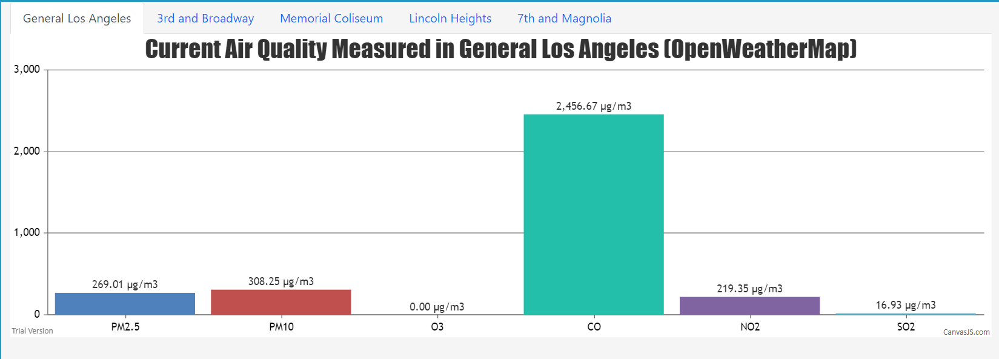 General Los Angeles 3rd and Broadway Memorial Coliseum Lincoln Heights 7th and Magnolia
Current Air Quality Measured in General Los Angeles (OpenWeatherMap)
3,000
2,456.67 µg/m3
2,000
1,000
269.01 µg/m3 308.25 µg/m3 0.00 µg/m3 219.35 µg/m3 16.93 µg/m3
0
PM2.5 PM10 O3 CO NO2 SO2
Trial Version CanvasJS.com